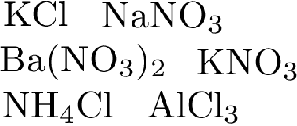 KCl NaNO₃
Ba(NO₃)₂ KNO₃
NH₄Cl AlCl₃